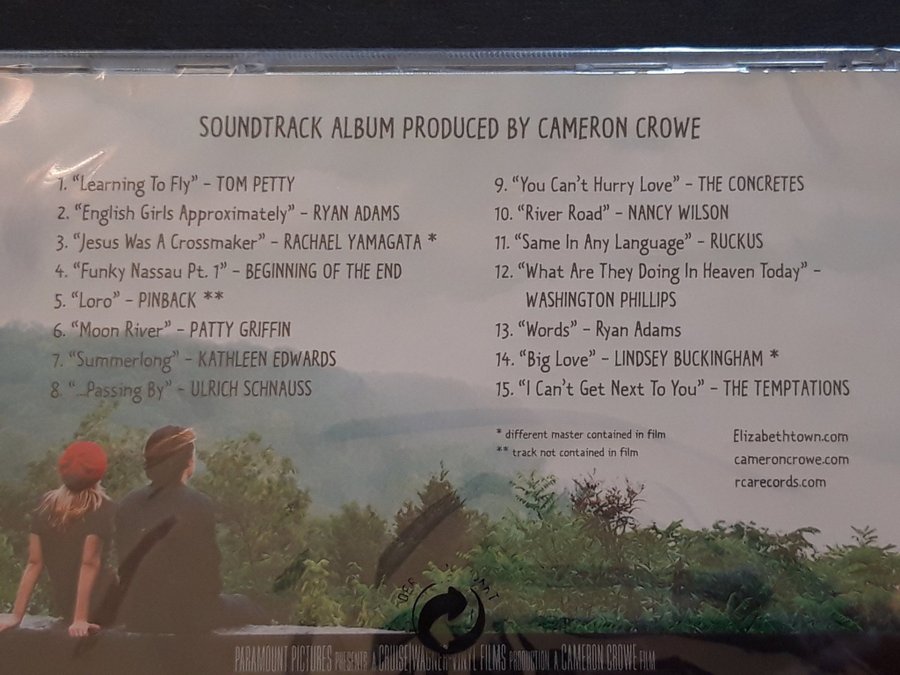 SOUNDTRACK ALBUM PRODUCED BY CAMERON CROWE
1. “Learning To Fly” – TOM PETTY
2. “English Girls Approximately” – RYAN ADAMS
3. “Jesus Was A Crossmaker” – RACHAEL YAMAGATA *
4. “Funky Nassau Pt. 1” – BEGINNING OF THE END
5. “Loro” – PINBACK **
6. “Moon River” – PATTY GRIFFIN
7. “Summerlong” – KATHLEEN EDWARDS
8. “...Passing By” – ULRICH SCHNAUSS
9. “You Can't Hurry Love” – THE CONCRETES
10. “River Road” – NANCY WILSON
11. “Same In Any Language” – RUCKUS
12. “What Are They Doing In Heaven Today” –
WASHINGTON PHILLIPS
13. “Words” – Ryan Adams
14. “Big Love” – LINDSEY BUCKINGHAM *
15. “I Can't Get Next To You” – THE TEMPTATIONS
* different master contained in film
** track not contained in film
Elizabethtown.com
cameroncrowe.com
rcarecords.com
PARAMOUNT PICTURES PRESENTS A CRUISE|WAGNER VINYL FILMS PRODUCTION A CAMERON CROWE FILM